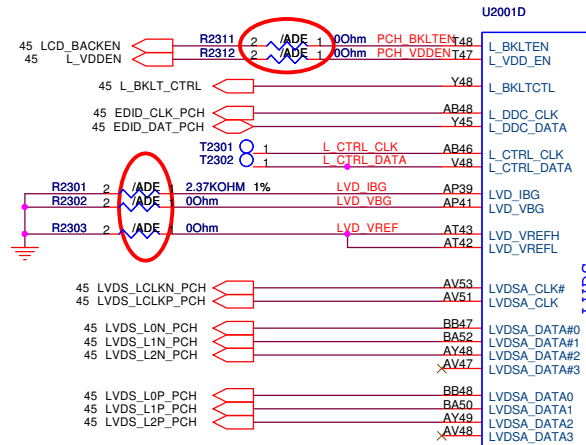 U2001D
45 LCD_BACKEN R2311 2 /ADE 1 0Ohm PCH_BKLTEN T48 L_BKLTEN
45 L_VDDEN R2312 2 /ADE 1 0Ohm PCH_VDDEN T47 L_VDD_EN
45 L_BKLT_CTRL Y48 L_BKLTCTL
45 EDID_CLK_PCH AB48 L_DDC_CLK
45 EDID_DAT_PCH Y45 L_DDC_DATA
T2301 1 L_CTRL_CLK AB46 L_CTRL_CLK
T2302 1 L_CTRL_DATA V48 L_CTRL_DATA
R2301 2 /ADE 1 2.37KOHM 1% LVD_IBG AP39 LVD_IBG
R2302 2 /ADE 1 0Ohm LVD_VBG AP41 LVD_VBG
R2303 2 /ADE 1 0Ohm LVD_VREF AT43 LVD_VREFH
AT42 LVD_VREFL
LVDS
45 LVDS_LCLKN_PCH AV53 LVDSA_CLK#
45 LVDS_LCLKP_PCH AV51 LVDSA_CLK
45 LVDS_L0N_PCH BB47 LVDSA_DATA#0
45 LVDS_L1N_PCH BA52 LVDSA_DATA#1
45 LVDS_L2N_PCH AY48 LVDSA_DATA#2
AV47 LVDSA_DATA#3
45 LVDS_L0P_PCH BB48 LVDSA_DATA0
45 LVDS_L1P_PCH BA50 LVDSA_DATA1
45 LVDS_L2P_PCH AY49 LVDSA_DATA2
AV48 LVDSA_DATA3